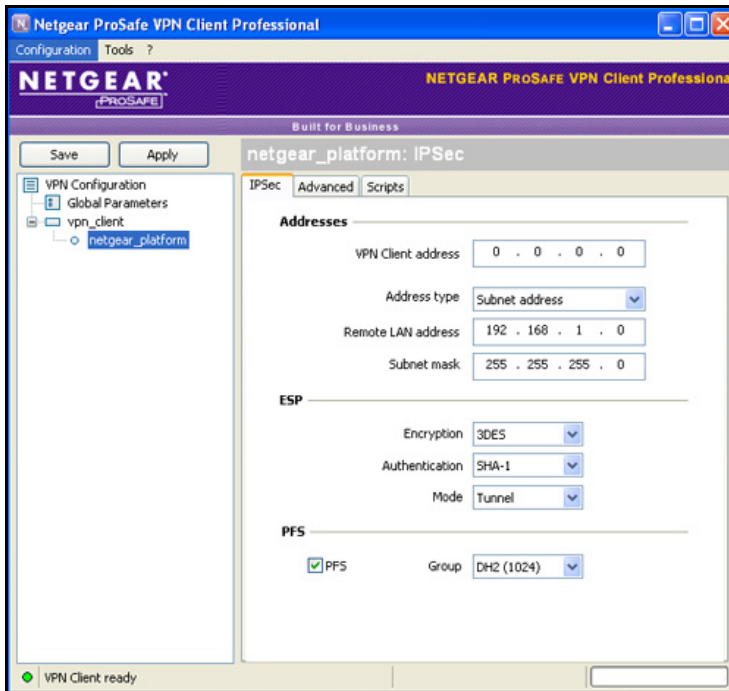 Netgear ProSafe VPN Client Professional
Configuration Tools ?
NETGEAR®
PROSAFE
NETGEAR PROSAFE VPN Client Professional
Built for Business
Save Apply
netgear_platform: IPSec
VPN Configuration
Global Parameters
vpn_client
netgear_platform
IPSec Advanced Scripts
Addresses
VPN Client address 0 . 0 . 0 . 0
Address type Subnet address
Remote LAN address 192 . 168 . 1 . 0
Subnet mask 255 . 255 . 255 . 0
ESP
Encryption 3DES
Authentication SHA-1
Mode Tunnel
PFS
PFS Group DH2 (1024)
VPN Client ready